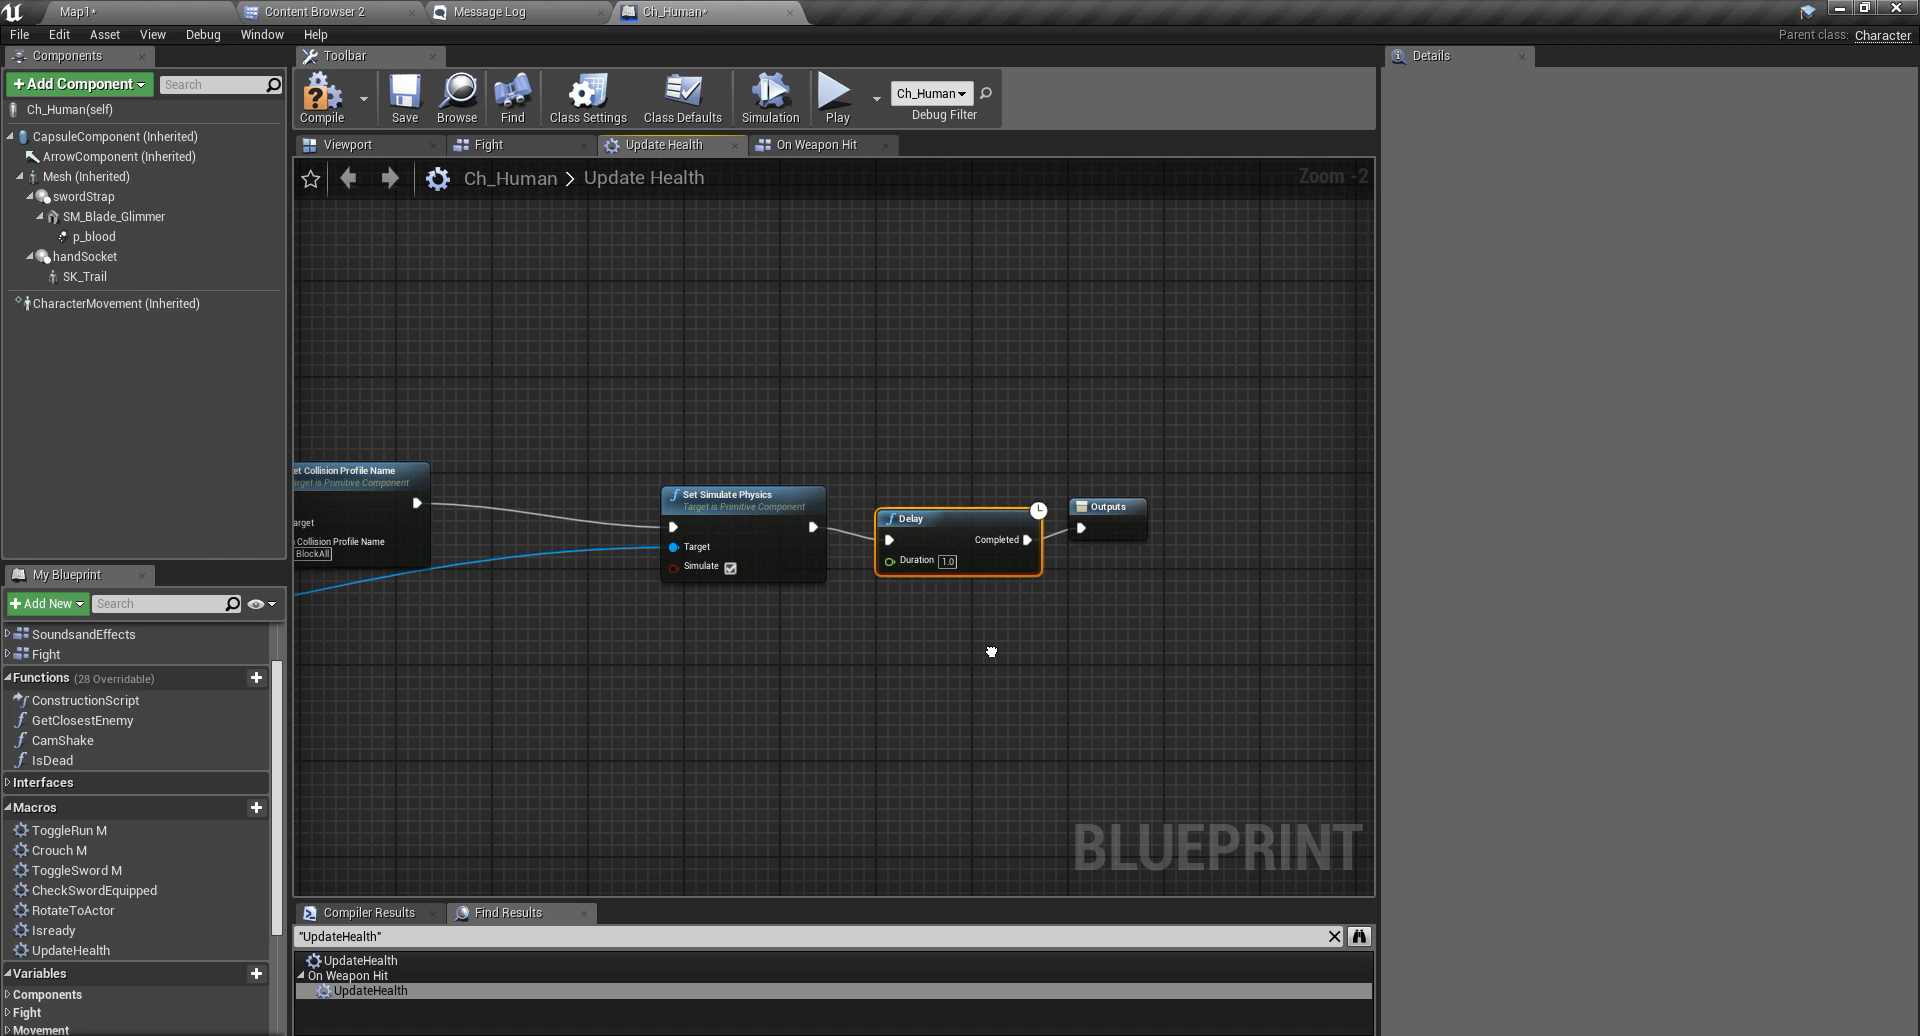 Map1*
Content Browser 2
Message Log
Ch_Human*
File Edit Asset View Debug Window Help
Parent class: Character
Components
Toolbar
Details
+Add Component
Search
Compile
Save
Browse
Find
Class Settings
Class Defaults
Simulation
Play
Ch_Human
Debug Filter
Ch_Human(self)
CapsuleComponent (Inherited)
ArrowComponent (Inherited)
Mesh (Inherited)
swordStrap
SM_Blade_Glimmer
p_blood
handSocket
SK_Trail
CharacterMovement (Inherited)
Viewport
Fight
Update Health
On Weapon Hit
Ch_Human > Update Health
Zoom -2
et Collision Profile Name
arget is Primitive Component
arget
Collision Profile Name
BlockAll
Set Simulate Physics
Target is Primitive Component
Target
Simulate
Delay
Completed
Duration 1.0
Outputs
BLUEPRINT
My Blueprint
+Add New
Search
SoundsandEffects
Fight
Functions (28 Overridable)
ConstructionScript
GetClosestEnemy
CamShake
IsDead
Interfaces
Macros
ToggleRun M
Crouch M
ToggleSword M
CheckSwordEquipped
RotateToActor
Isready
UpdateHealth
Variables
Components
Fight
Movement
Compiler Results
Find Results
"UpdateHealth"
UpdateHealth
On Weapon Hit
UpdateHealth